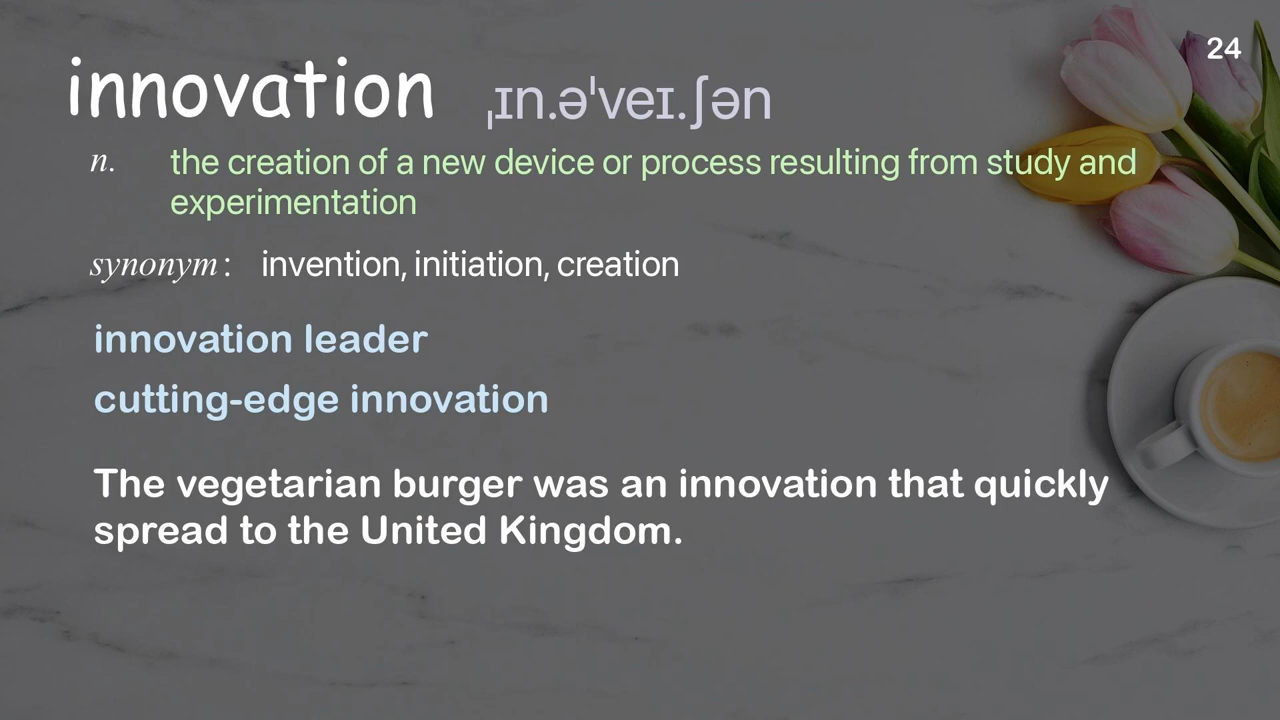 24
innovation ˌɪn.əˈveɪ.ʃən
n. the creation of a new device or process resulting from study and
experimentation
synonym: invention, initiation, creation
innovation leader
cutting-edge innovation
The vegetarian burger was an innovation that quickly
spread to the United Kingdom.